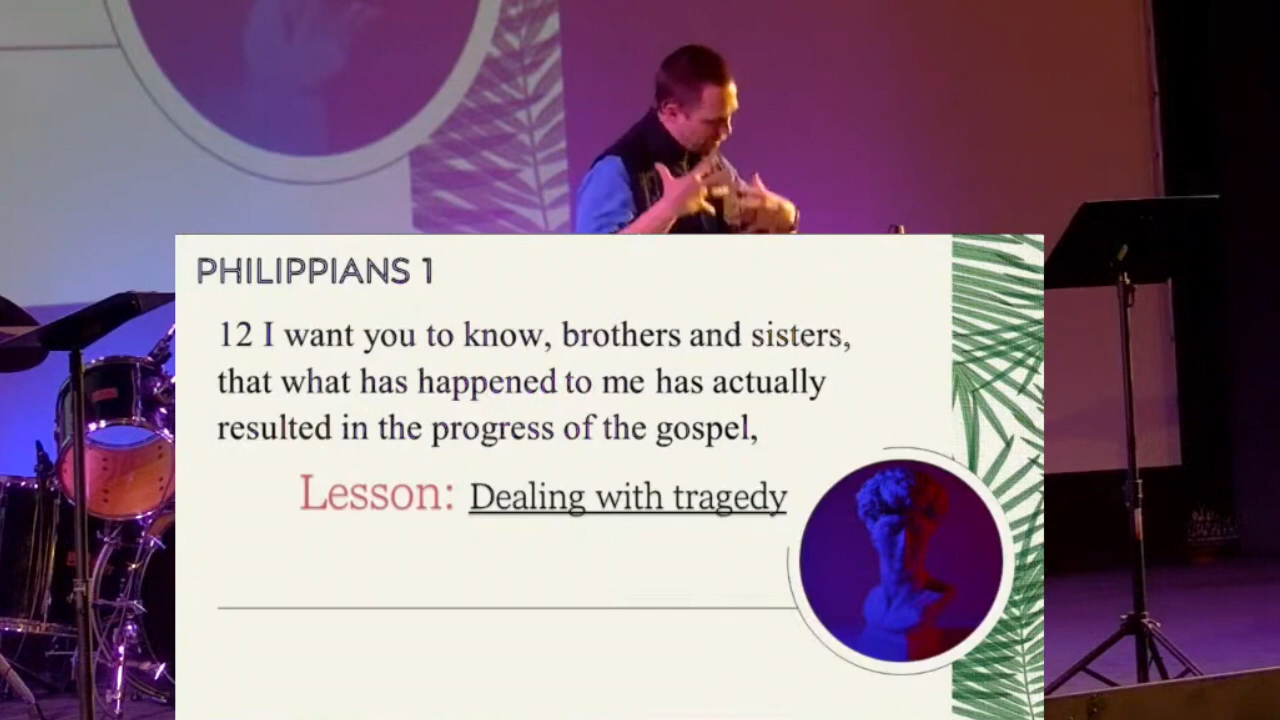 PHILIPPIANS 1
12 I want you to know, brothers and sisters,
that what has happened to me has actually
resulted in the progress of the gospel,
Lesson: Dealing with tragedy